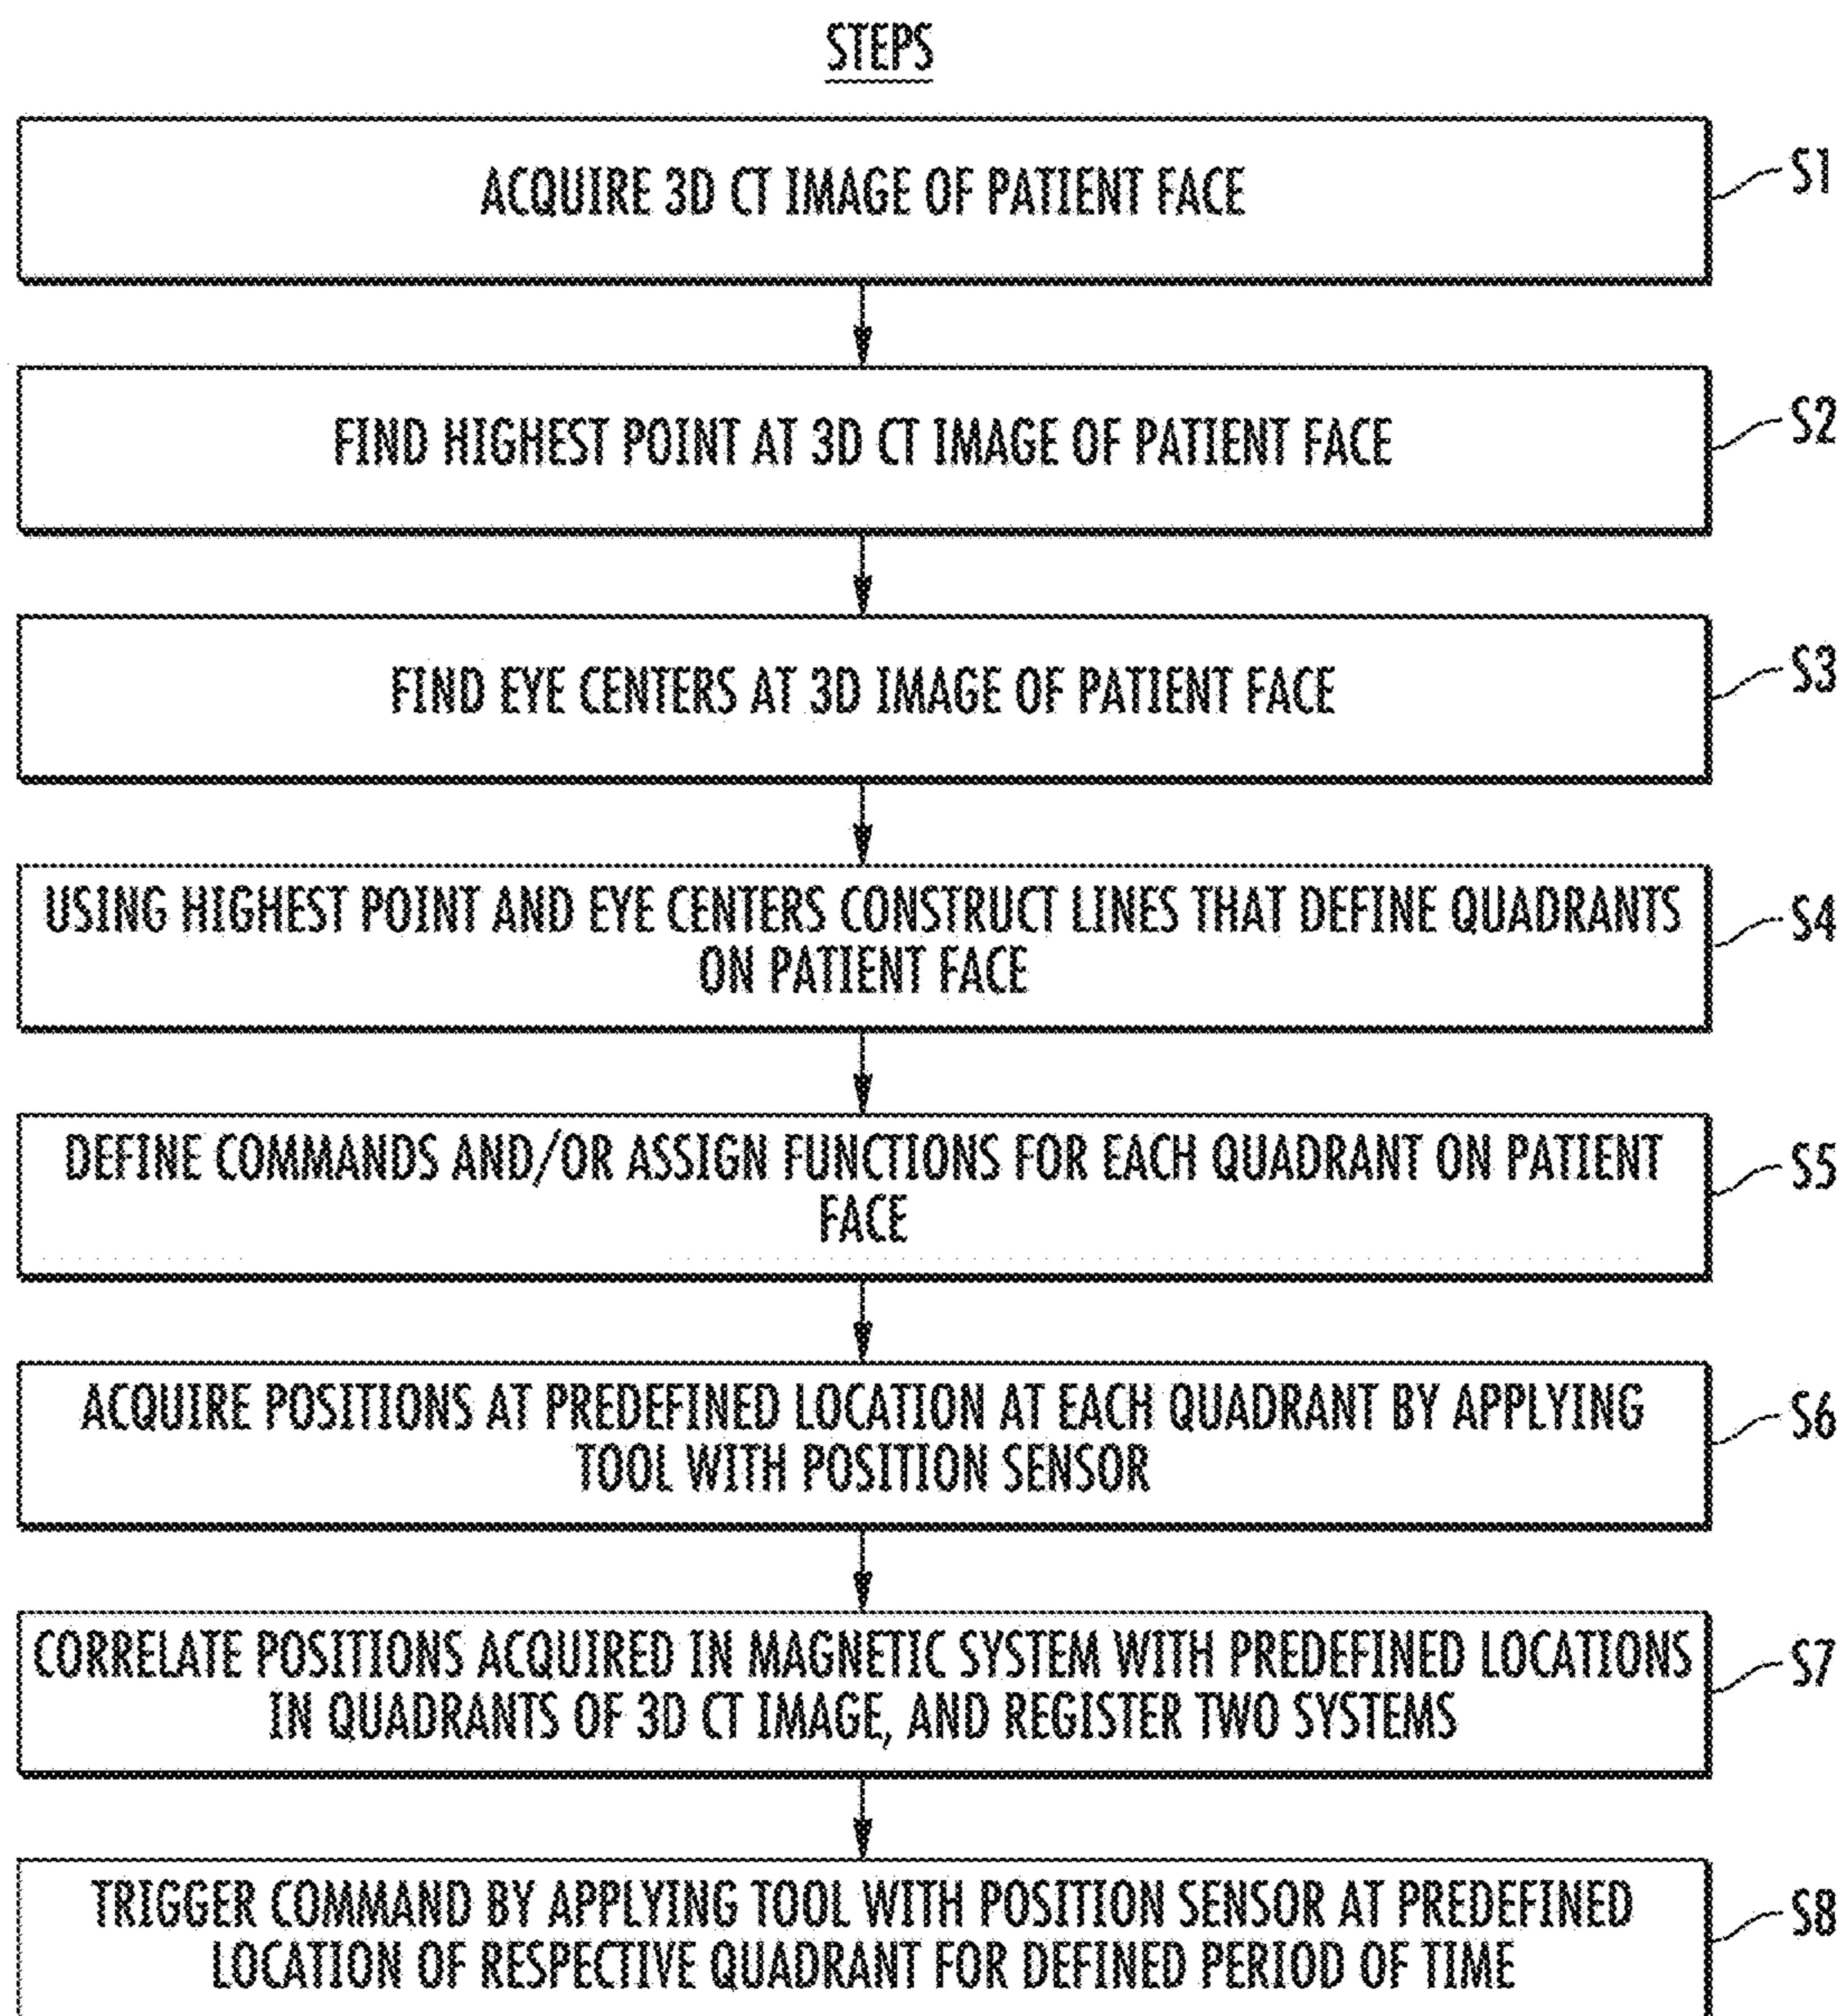 STEPS
ACQUIRE 3D CT IMAGE OF PATIENT FACE
S1
FIND HIGHEST POINT AT 3D CT IMAGE OF PATIENT FACE
S2
FIND EYE CENTERS AT 3D IMAGE OF PATIENT FACE
S3
USING HIGHEST POINT AND EYE CENTERS CONSTRUCT LINES THAT DEFINE QUADRANTS
ON PATIENT FACE
S4
DEFINE COMMANDS AND/OR ASSIGN FUNCTIONS FOR EACH QUADRANT ON PATIENT
FACE
S5
ACQUIRE POSITIONS AT PREDEFINED LOCATION AT EACH QUADRANT BY APPLYING
TOOL WITH POSITION SENSOR
S6
CORRELATE POSITIONS ACQUIRED IN MAGNETIC SYSTEM WITH PREDEFINED LOCATIONS
IN QUADRANTS OF 3D CT IMAGE, AND REGISTER TWO SYSTEMS
S7
TRIGGER COMMAND BY APPLYING TOOL WITH POSITION SENSOR AT PREDEFINED
LOCATION OF RESPECTIVE QUADRANT FOR DEFINED PERIOD OF TIME
S8